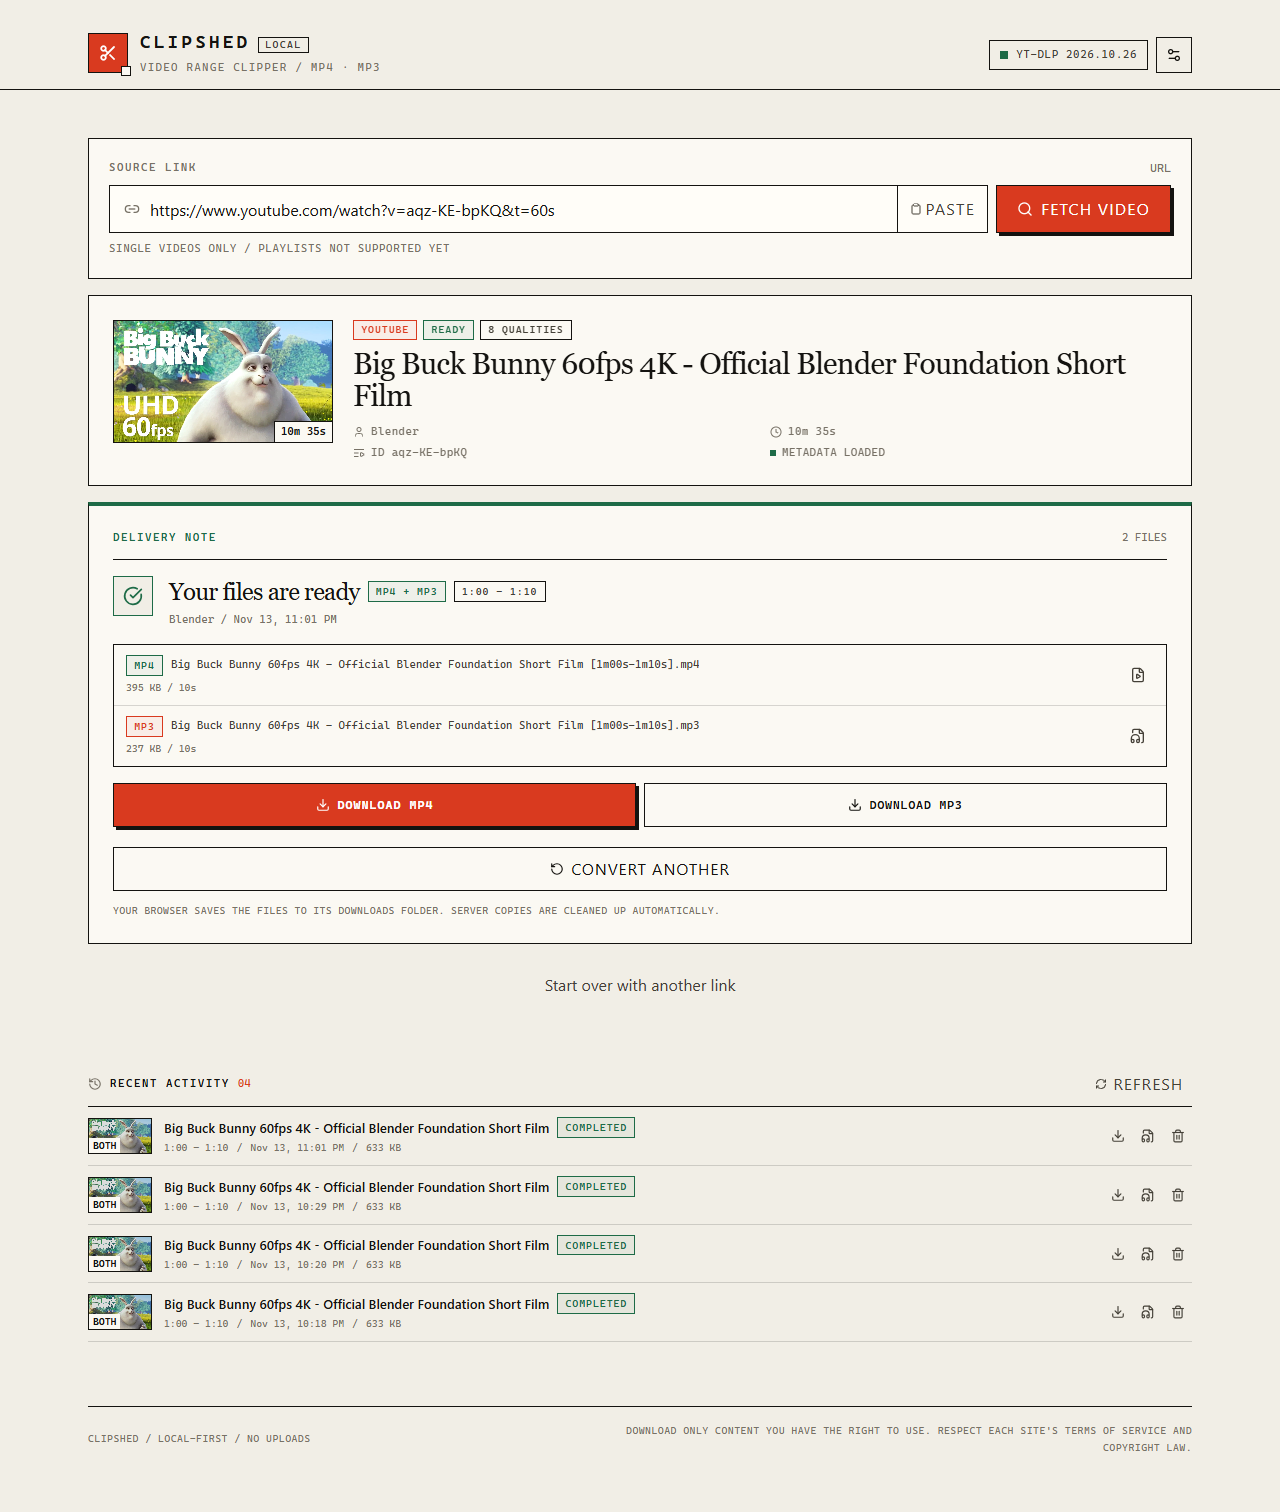 CLIPSHED LOCAL
VIDEO RANGE CLIPPER / MP4 · MP3
YT-DLP 2026.10.26
SOURCE LINK
URL
https://www.youtube.com/watch?v=aqz-KE-bpKQ&t=60s
PASTE
FETCH VIDEO
SINGLE VIDEOS ONLY / PLAYLISTS NOT SUPPORTED YET
Big Buck
BUNNY
UHD
60fps
10m 35s
YOUTUBE READY 8 QUALITIES
Big Buck Bunny 60fps 4K - Official Blender Foundation Short
Film
Blender
10m 35s
ID aqz-KE-bpKQ
METADATA LOADED
DELIVERY NOTE
2 FILES
Your files are ready MP4 + MP3 1:00 – 1:10
Blender / Nov 13, 11:01 PM
MP4 Big Buck Bunny 60fps 4K - Official Blender Foundation Short Film [1m00s-1m10s].mp4
395 KB / 10s
MP3 Big Buck Bunny 60fps 4K - Official Blender Foundation Short Film [1m00s-1m10s].mp3
237 KB / 10s
DOWNLOAD MP4
DOWNLOAD MP3
CONVERT ANOTHER
YOUR BROWSER SAVES THE FILES TO ITS DOWNLOADS FOLDER. SERVER COPIES ARE CLEANED UP AUTOMATICALLY.
Start over with another link
RECENT ACTIVITY 04
REFRESH
BOTH
Big Buck Bunny 60fps 4K - Official Blender Foundation Short Film COMPLETED
1:00 – 1:10 / Nov 13, 11:01 PM / 633 KB
BOTH
Big Buck Bunny 60fps 4K - Official Blender Foundation Short Film COMPLETED
1:00 – 1:10 / Nov 13, 10:29 PM / 633 KB
BOTH
Big Buck Bunny 60fps 4K - Official Blender Foundation Short Film COMPLETED
1:00 – 1:10 / Nov 13, 10:20 PM / 633 KB
BOTH
Big Buck Bunny 60fps 4K - Official Blender Foundation Short Film COMPLETED
1:00 – 1:10 / Nov 13, 10:18 PM / 633 KB
CLIPSHED / LOCAL-FIRST / NO UPLOADS
DOWNLOAD ONLY CONTENT YOU HAVE THE RIGHT TO USE. RESPECT EACH SITE'S TERMS OF SERVICE AND
COPYRIGHT LAW.